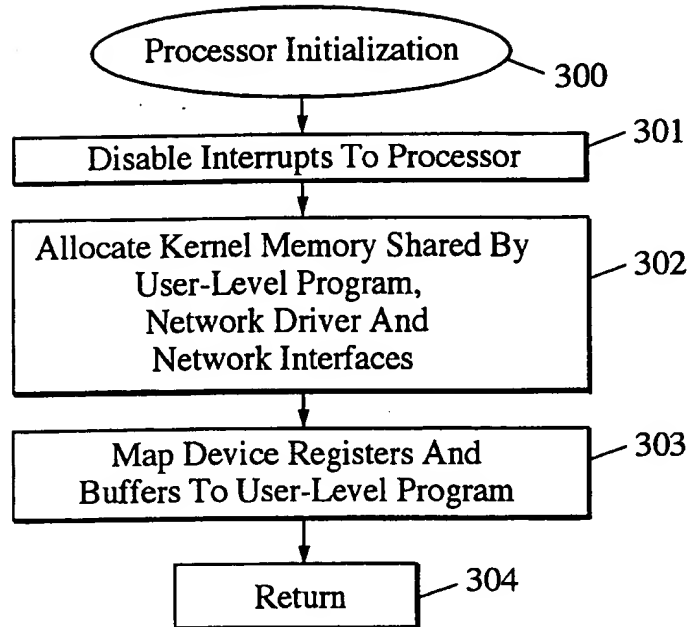 Processor Initialization
300
301
Disable Interrupts To Processor
Allocate Kernel Memory Shared By
User-Level Program,
Network Driver And
Network Interfaces
302
Map Device Registers And
Buffers To User-Level Program
303
Return
304